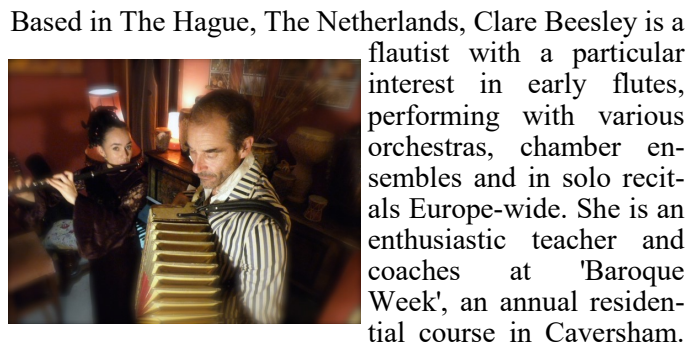 Based in The Hague, The Netherlands, Clare Beesley is a
flautist with a particular
interest in early flutes,
performing with various
orchestras, chamber en-
sembles and in solo recit-
als Europe-wide. She is an
enthusiastic teacher and
coaches at 'Baroque
Week', an annual residen-
tial course in Caversham.